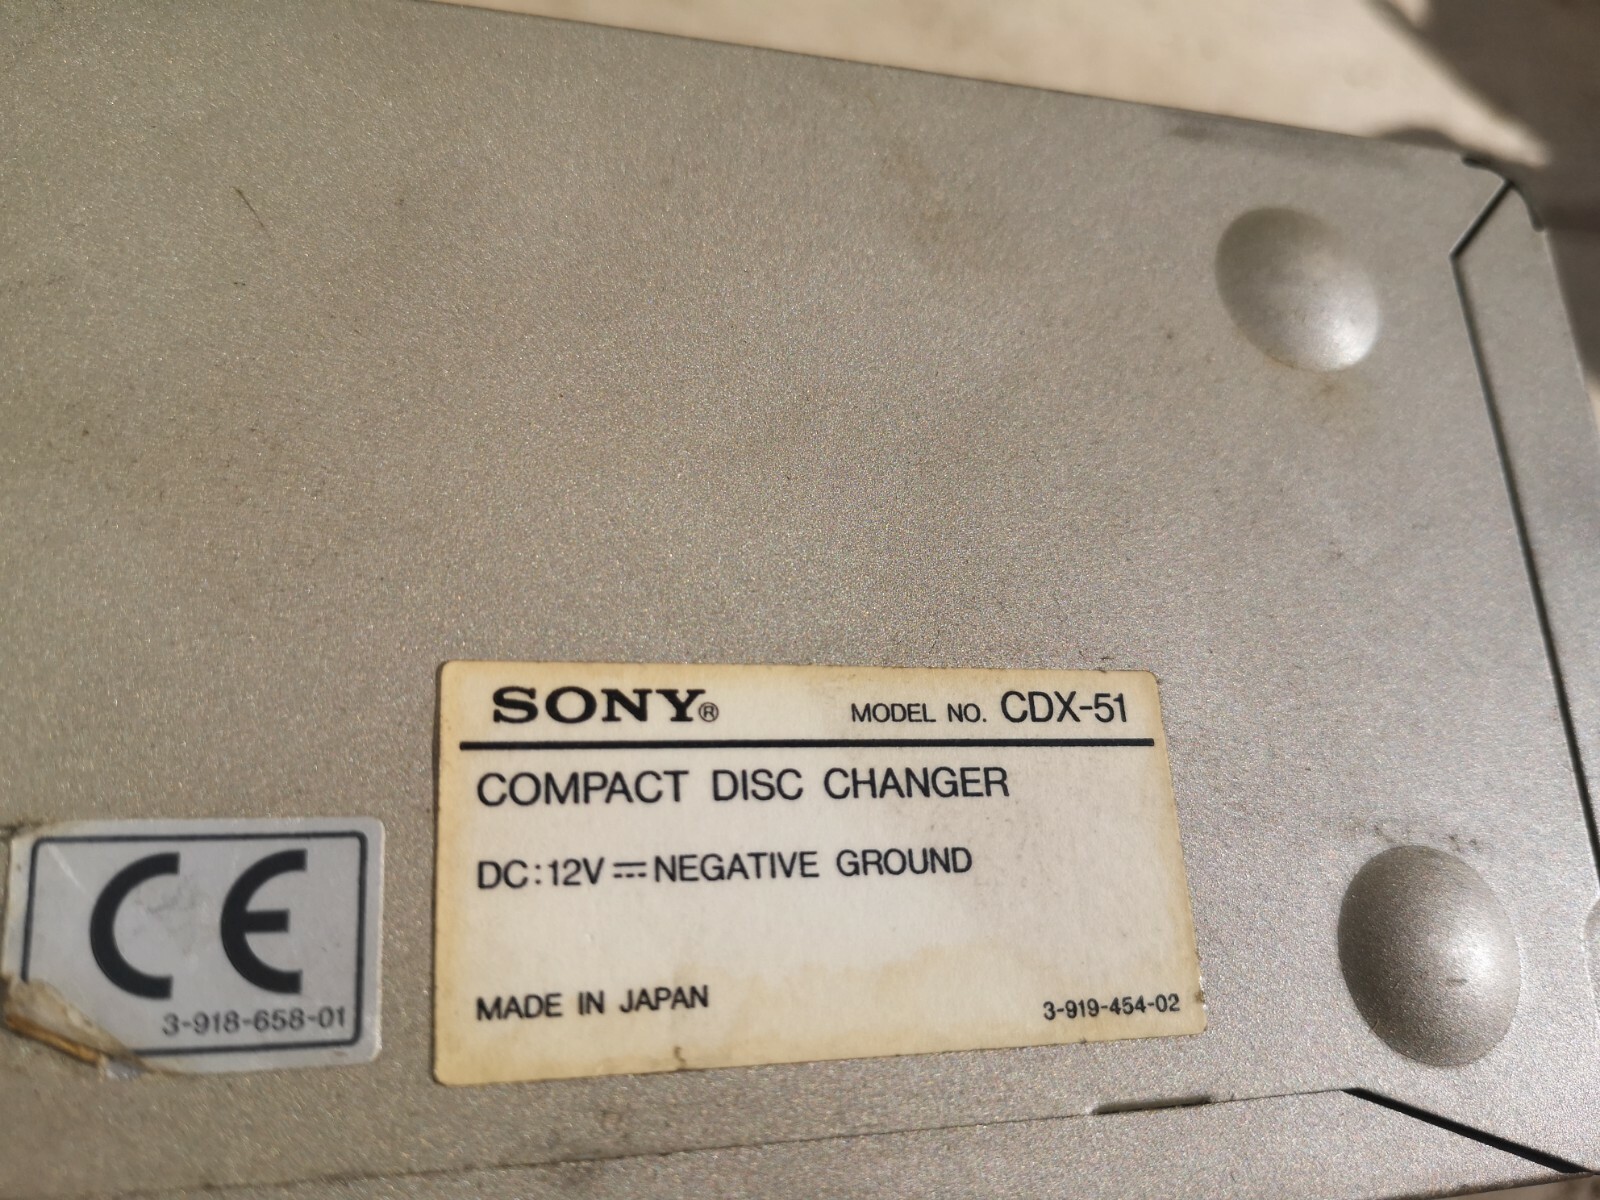 SONY® MODEL NO. CDX-51
COMPACT DISC CHANGER
DC:12V⎓NEGATIVE GROUND
MADE IN JAPAN 3-919-454-02
CE
3-918-658-01